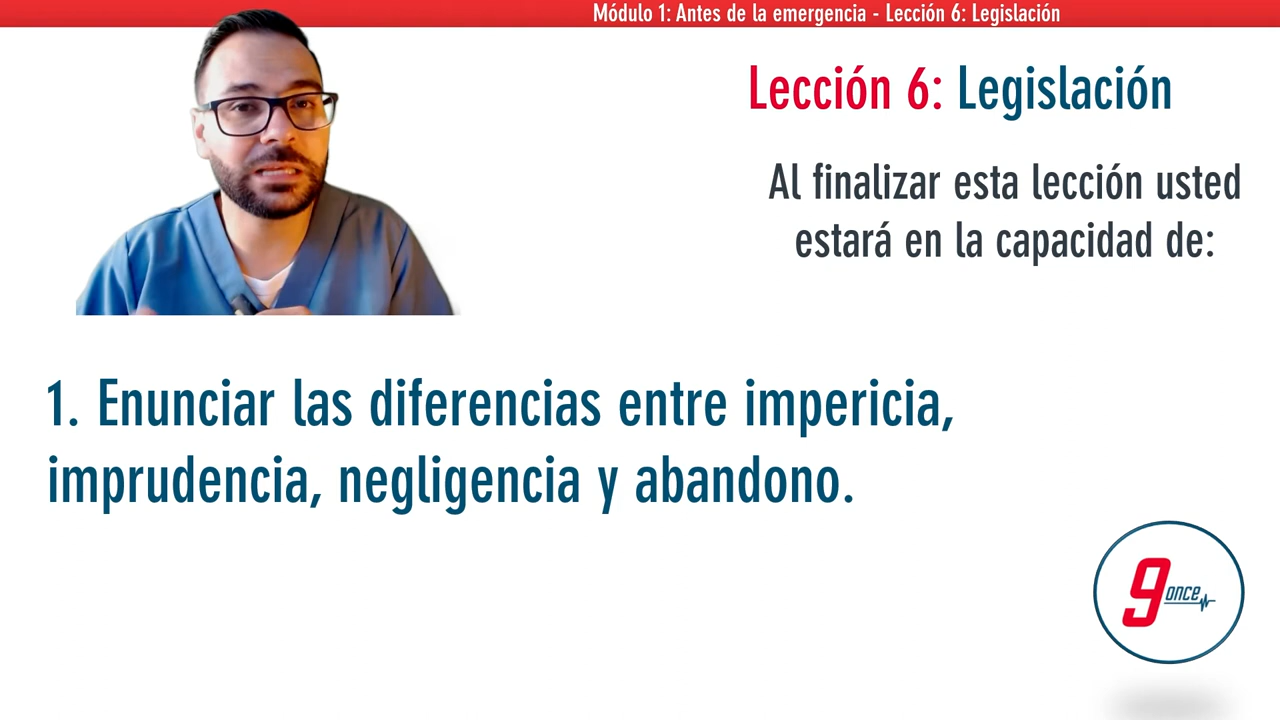 Módulo 1: Antes de la emergencia - Lección 6: Legislación
Lección 6: Legislación
Al finalizar esta lección usted
estará en la capacidad de:
1. Enunciar las diferencias entre impericia,
imprudencia, negligencia y abandono.
9once